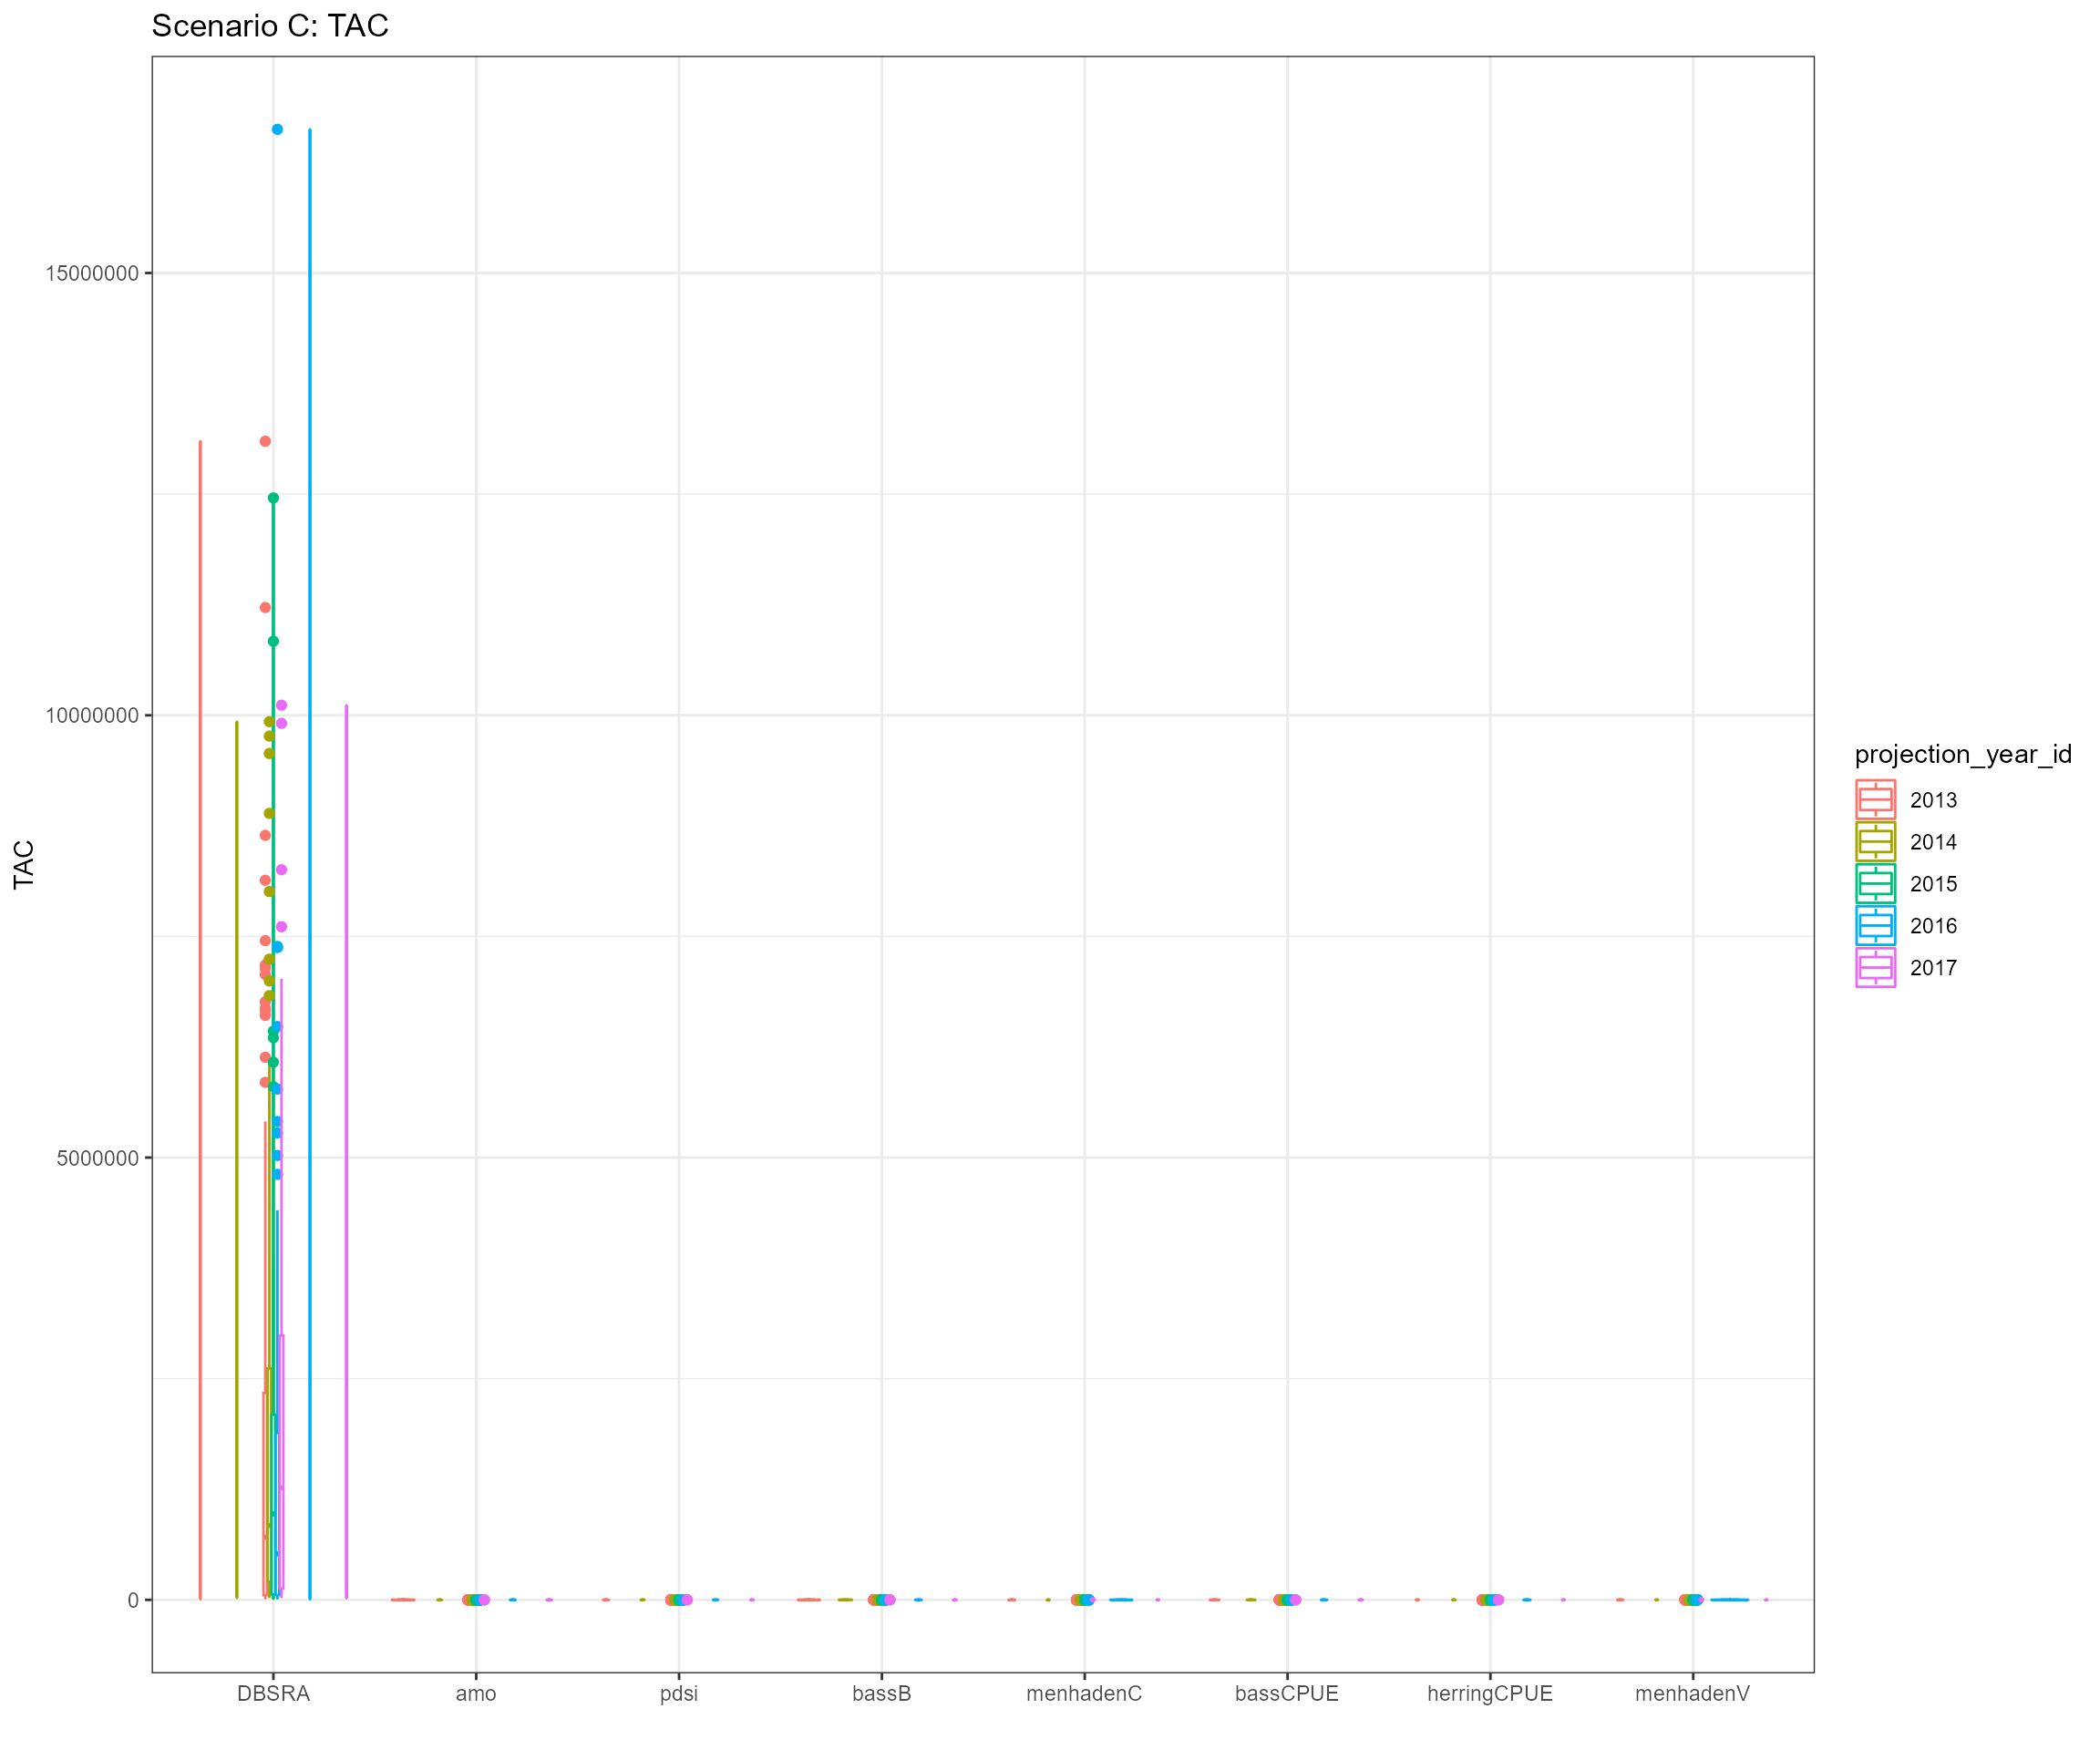 Scenario C: TAC
15000000
10000000
5000000
0
TAC
DBSRA amo pdsi bassB menhadenC bassCPUE herringCPUE menhadenV
projection_year_id
2013
2014
2015
2016
2017